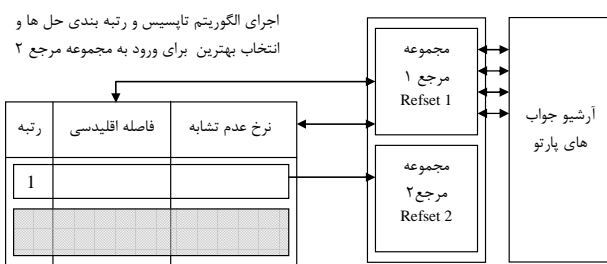 اجرای الگوریتم تاپسیس و رتبه بندی حل ها و
انتخاب بهترین برای ورود به مجموعه مرجع ۲
مجموعه
مرجع ۱
Refset 1
آرشیو جواب
های پارتو
نرخ عدم تشابه
فاصله اقلیدسی
رتبه
1
مجموعه
مرجع۲
Refset 2